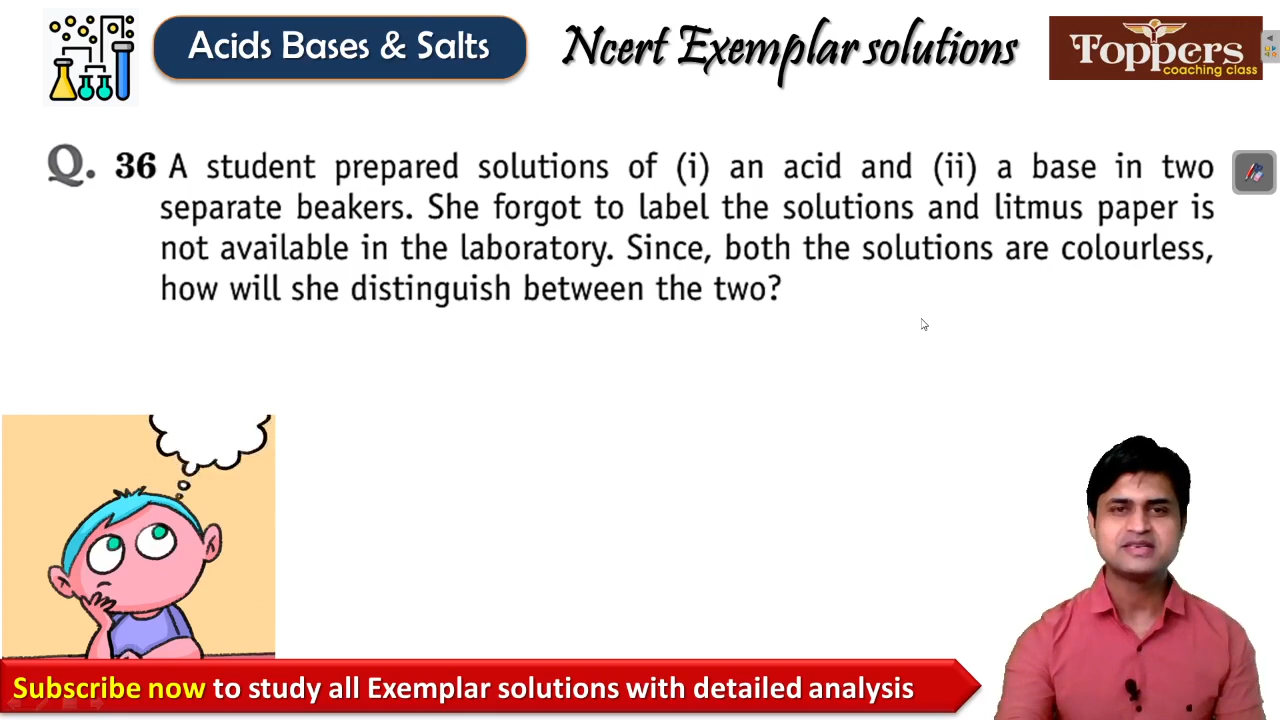 Acids Bases & Salts
Ncert Exemplar solutions
Toppers
coaching class
Q. 36 A student prepared solutions of (i) an acid and (ii) a base in two
separate beakers. She forgot to label the solutions and litmus paper is
not available in the laboratory. Since, both the solutions are colourless,
how will she distinguish between the two?
Subscribe now to study all Exemplar solutions with detailed analysis